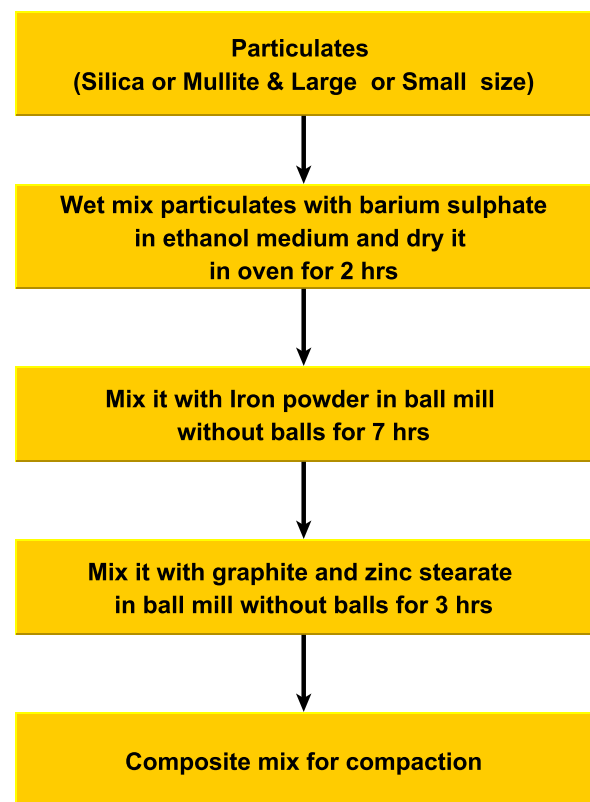 Particulates
(Silica or Mullite & Large or Small size)
Wet mix particulates with barium sulphate
in ethanol medium and dry it
in oven for 2 hrs
Mix it with Iron powder in ball mill
without balls for 7 hrs
Mix it with graphite and zinc stearate
in ball mill without balls for 3 hrs
Composite mix for compaction